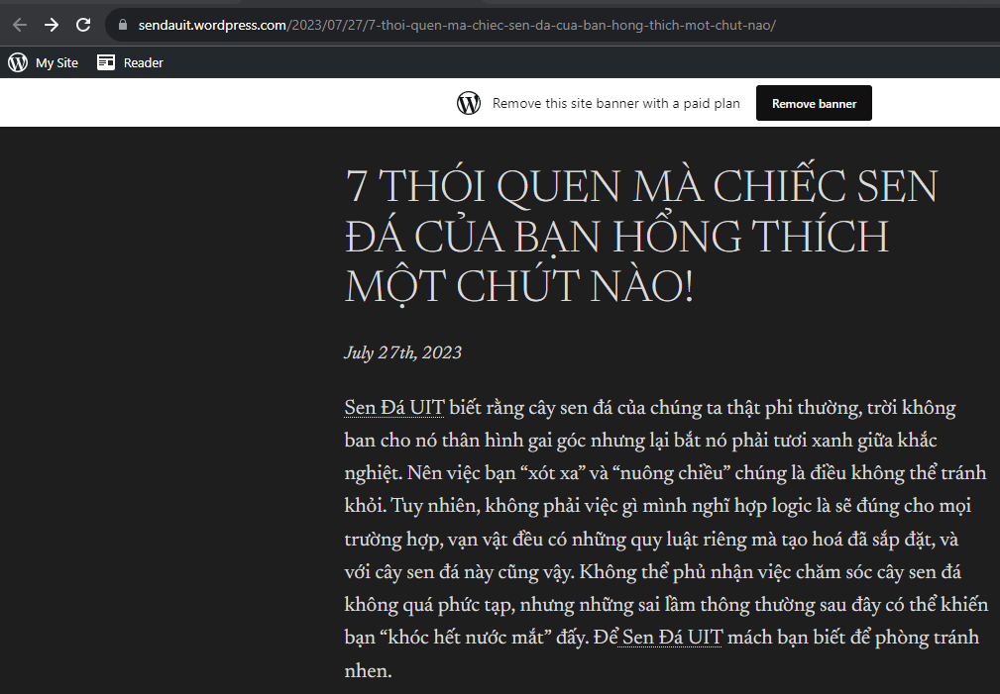 sendauit.wordpress.com/2023/07/27/7-thoi-quen-ma-chiec-sen-da-cua-ban-hong-thich-mot-chut-nao/
My Site Reader
Remove this site banner with a paid plan Remove banner
7 THÓI QUEN MÀ CHIẾC SEN
ĐÁ CỦA BẠN HỔNG THÍCH
MỘT CHÚT NÀO!
July 27th, 2023
Sen Đá UIT biết rằng cây sen đá của chúng ta thật phi thường, trời không
ban cho nó thân hình gai góc nhưng lại bắt nó phải tươi xanh giữa khắc
nghiệt. Nên việc bạn “xót xa” và “nuông chiều” chúng là điều không thể tránh
khỏi. Tuy nhiên, không phải việc gì mình nghĩ hợp logic là sẽ đúng cho mọi
trường hợp, vạn vật đều có những quy luật riêng mà tạo hoá đã sắp đặt, và
với cây sen đá này cũng vậy. Không thể phủ nhận việc chăm sóc cây sen đá
không quá phức tạp, nhưng những sai lầm thông thường sau đây có thể khiến
bạn “khóc hết nước mắt” đấy. Để Sen Đá UIT mách bạn biết để phòng tránh
nhen.